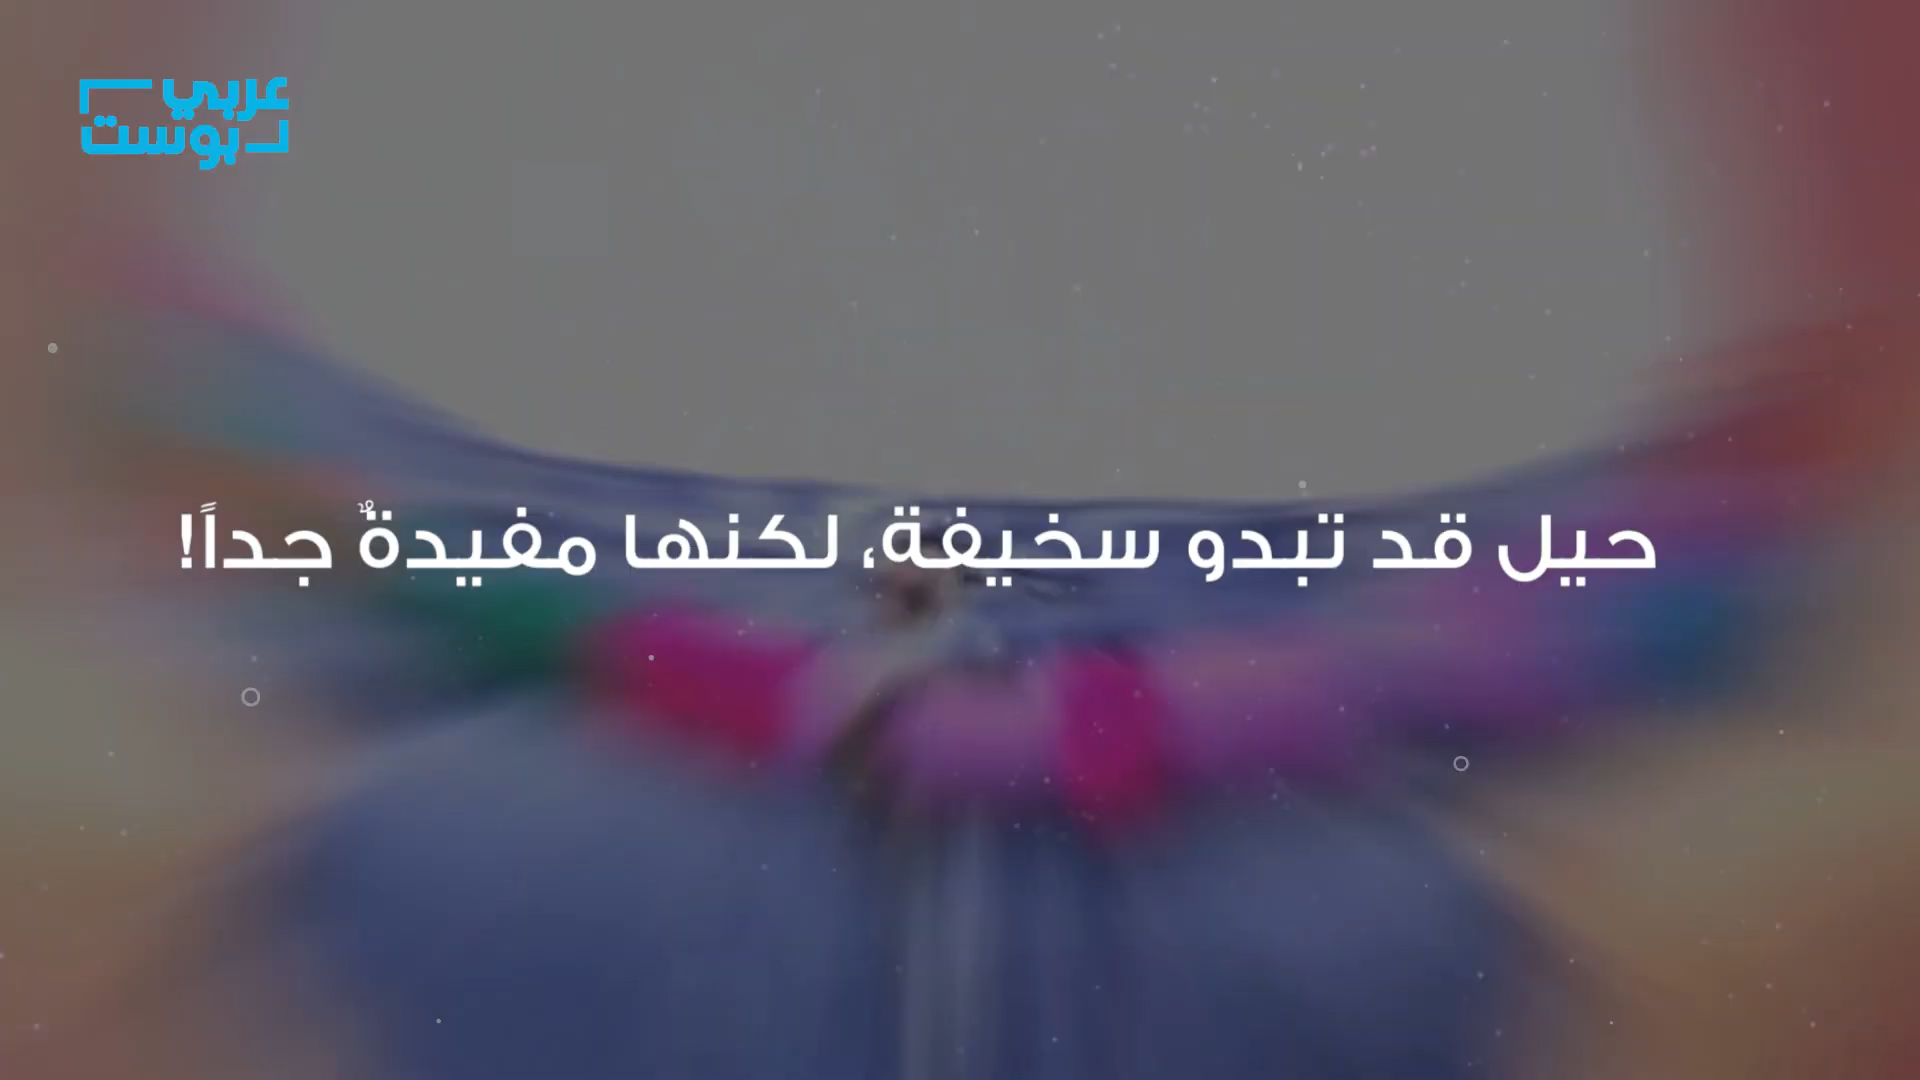 عربي
بوست
حيل قد تبدو سخيفة، لكنها مفيدةٌ جداً!